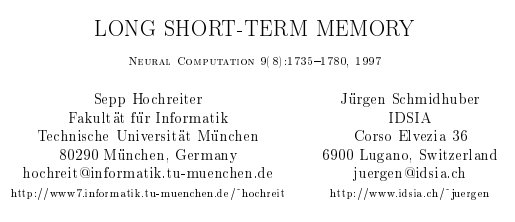 LONG SHORT-TERM MEMORY
Neural Computation 9(8):1735–1780, 1997
Sepp Hochreiter
Fakultät für Informatik
Technische Universität München
80290 München, Germany
hochreit@informatik.tu-muenchen.de
http://www7.informatik.tu-muenchen.de/~hochreit
Jürgen Schmidhuber
IDSIA
Corso Elvezia 36
6900 Lugano, Switzerland
juergen@idsia.ch
http://www.idsia.ch/~juergen